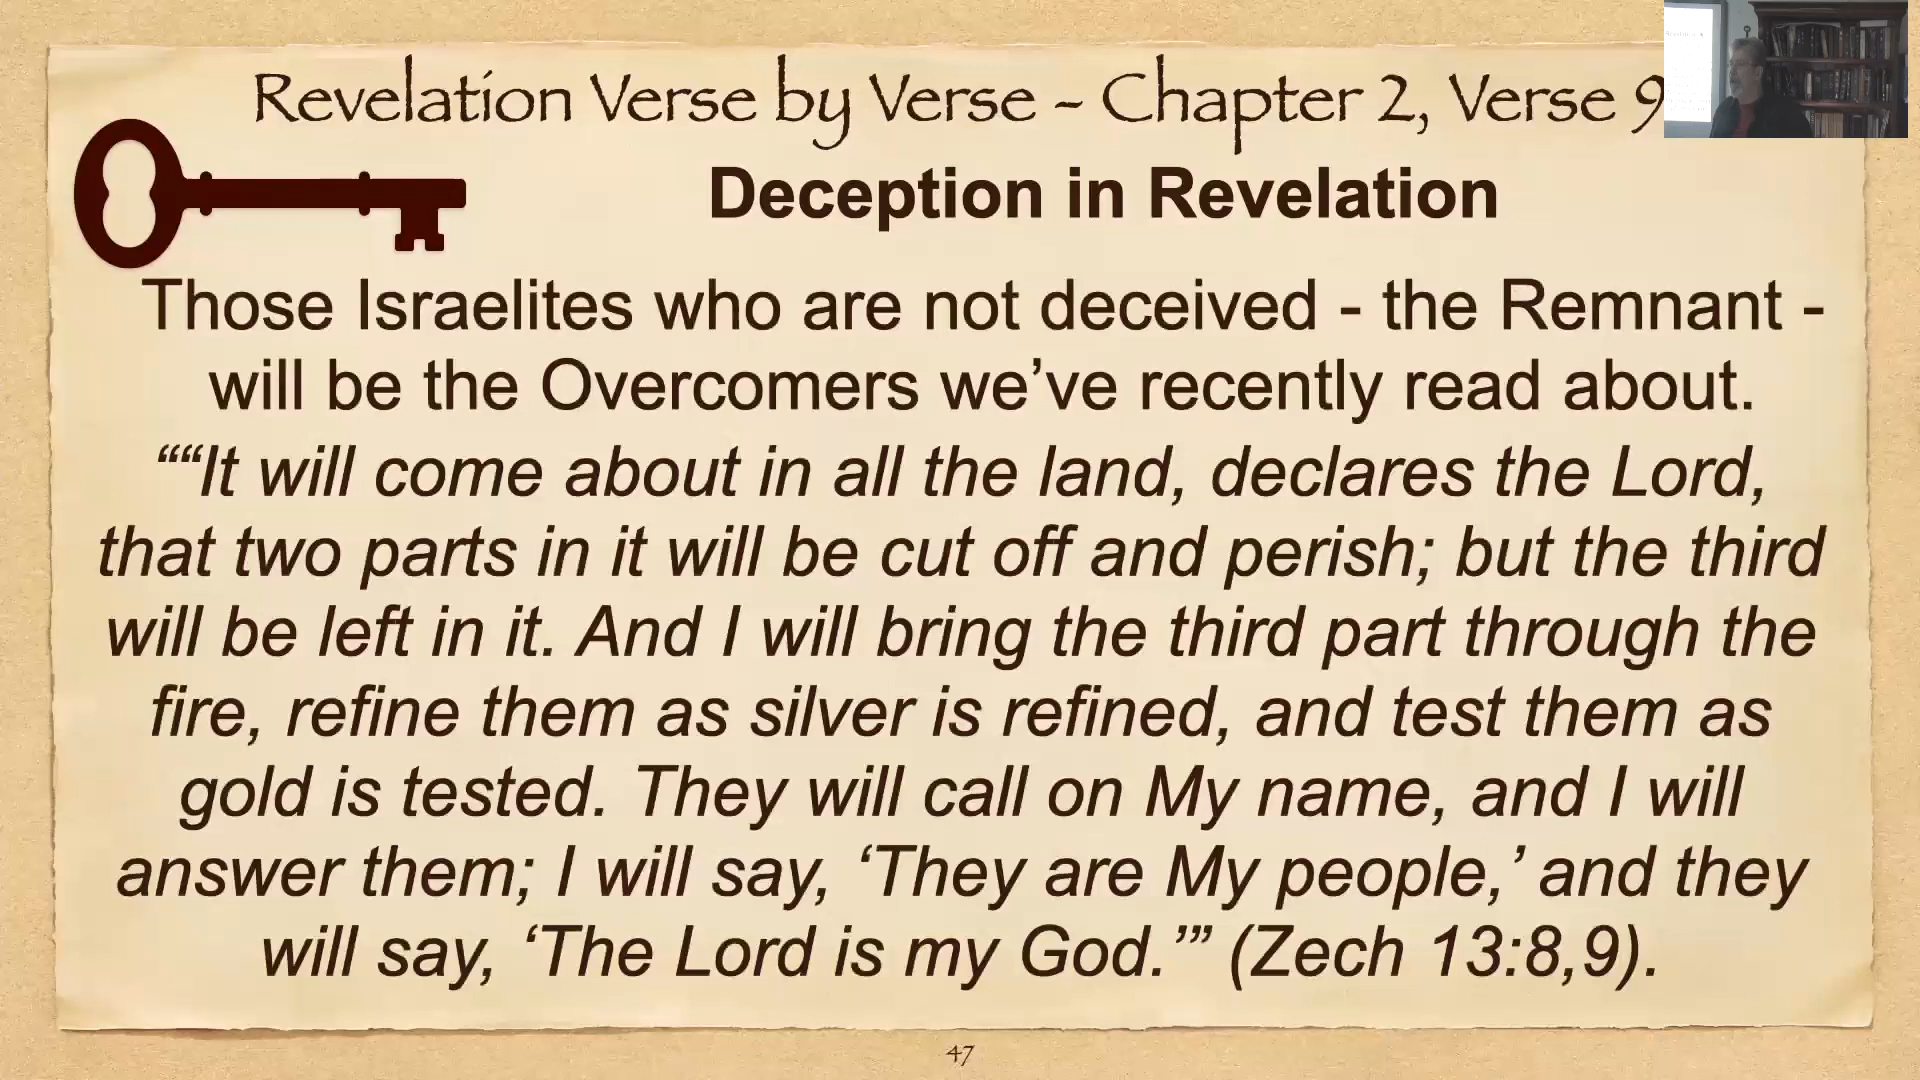 Revelation Verse by Verse - Chapter 2, Verse 9
Deception in Revelation
Those Israelites who are not deceived - the Remnant -
will be the Overcomers we’ve recently read about.
““It will come about in all the land, declares the Lord,
that two parts in it will be cut off and perish; but the third
will be left in it. And I will bring the third part through the
fire, refine them as silver is refined, and test them as
gold is tested. They will call on My name, and I will
answer them; I will say, ‘They are My people,’ and they
will say, ‘The Lord is my God.’” (Zech 13:8,9).
47